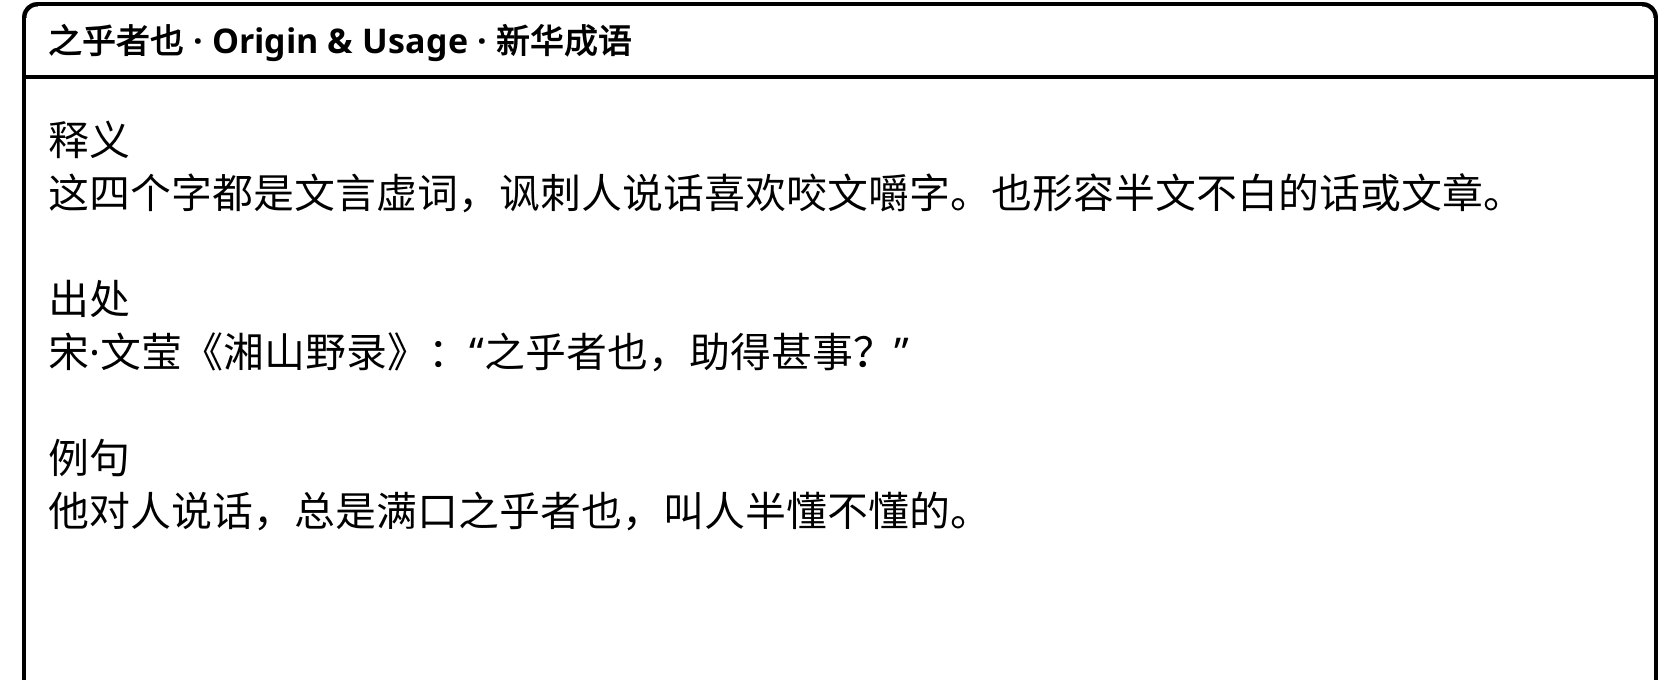 之乎者也 · Origin & Usage · 新华成语
释义
这四个字都是文言虚词，讽刺人说话喜欢咬文嚼字。也形容半文不白的话或文章。
出处
宋·文莹《湘山野录》：“之乎者也，助得甚事？”
例句
他对人说话，总是满口之乎者也，叫人半懂不懂的。